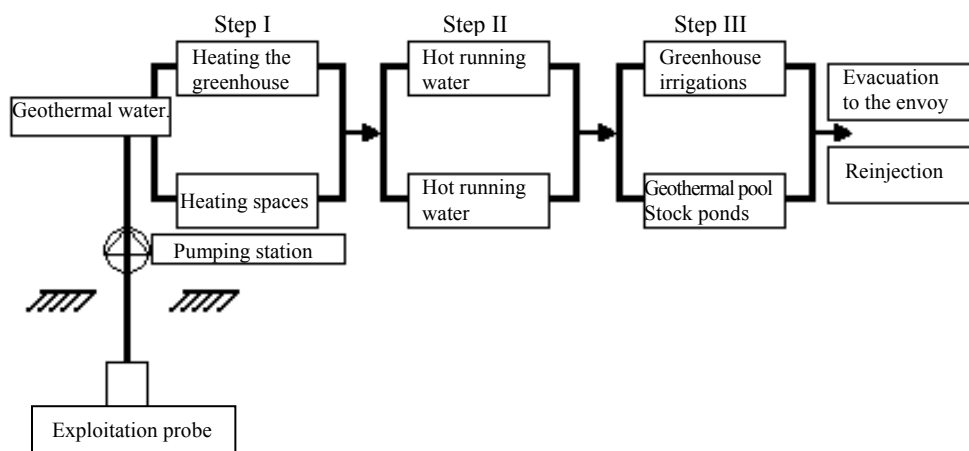 Step I
Step II
Step III
Heating the
greenhouse
Hot running
water
Greenhouse
irrigations
Evacuation
to the envoy
Geothermal water.
Heating spaces
Hot running
water
Geothermal pool
Stock ponds
Reinjection
Pumping station
Exploitation probe